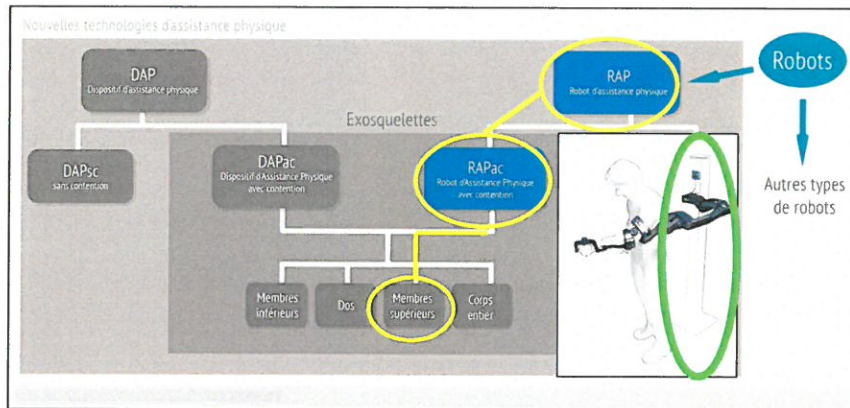 Nouvelles technologies d'assistance physique
DAP
Dispositif d'assistance physique
RAP
Robot d'assistance physique
Robots
Exosquelettes
DAPsc
sans contention
DAPac
Dispositif d'Assistance Physique
avec contention
RAPac
Robot d'Assistance Physique
avec contention
Autres types
de robots
Membres
inférieurs
Dos
Membres
supérieurs
Corps
entier